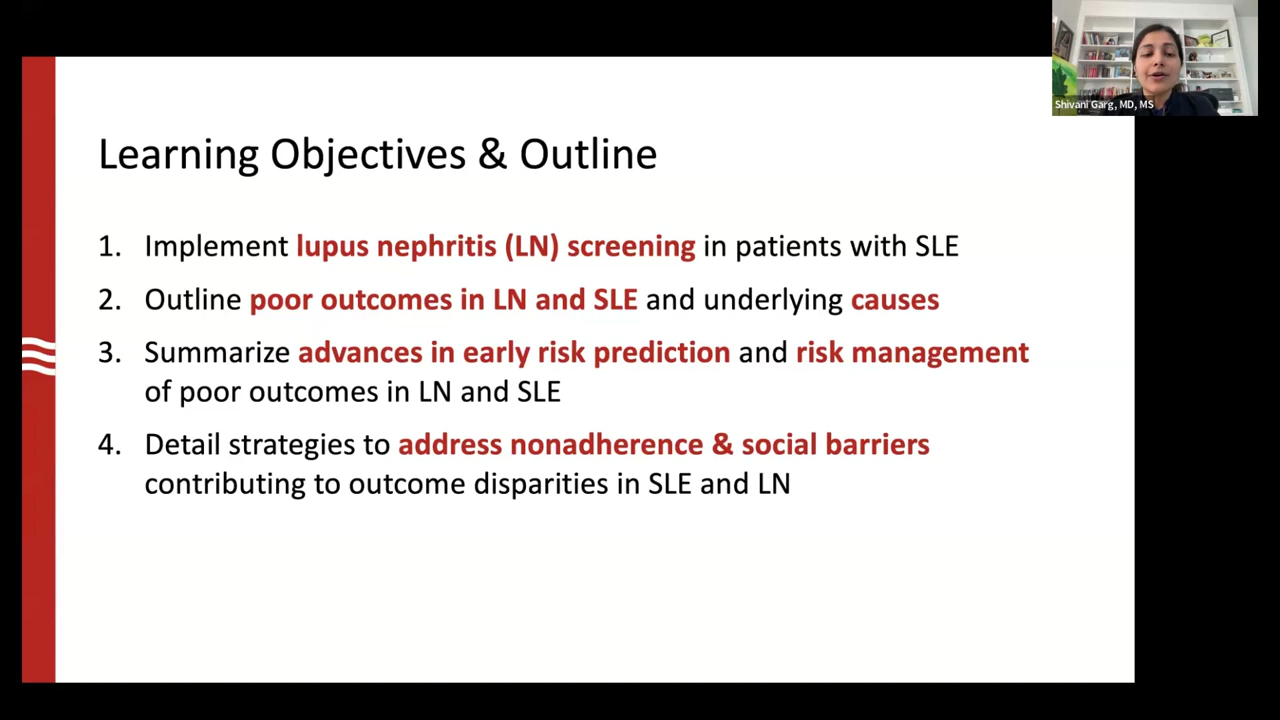 Shivani Garg, MD, MS
Learning Objectives & Outline
1. Implement lupus nephritis (LN) screening in patients with SLE
2. Outline poor outcomes in LN and SLE and underlying causes
3. Summarize advances in early risk prediction and risk management
of poor outcomes in LN and SLE
4. Detail strategies to address nonadherence & social barriers
contributing to outcome disparities in SLE and LN